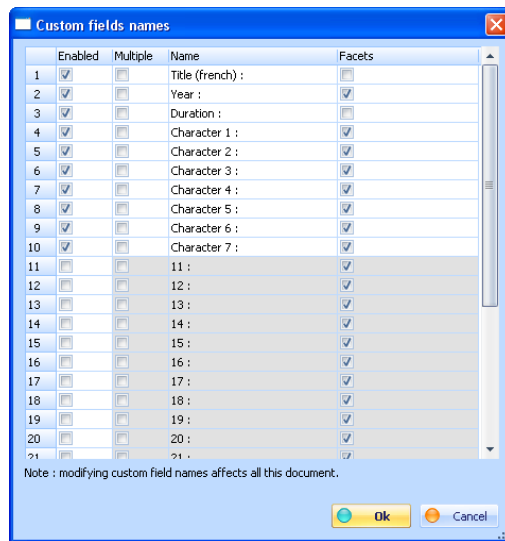 Custom fields names
Enabled Multiple Name Facets
1 Title (french) :
2 Year :
3 Duration :
4 Character 1 :
5 Character 2 :
6 Character 3 :
7 Character 4 :
8 Character 5 :
9 Character 6 :
10 Character 7 :
11 11 :
12 12 :
13 13 :
14 14 :
15 15 :
16 16 :
17 17 :
18 18 :
19 19 :
20 20 :
21 21 :
Note : modifying custom field names affects all this document.
Ok Cancel